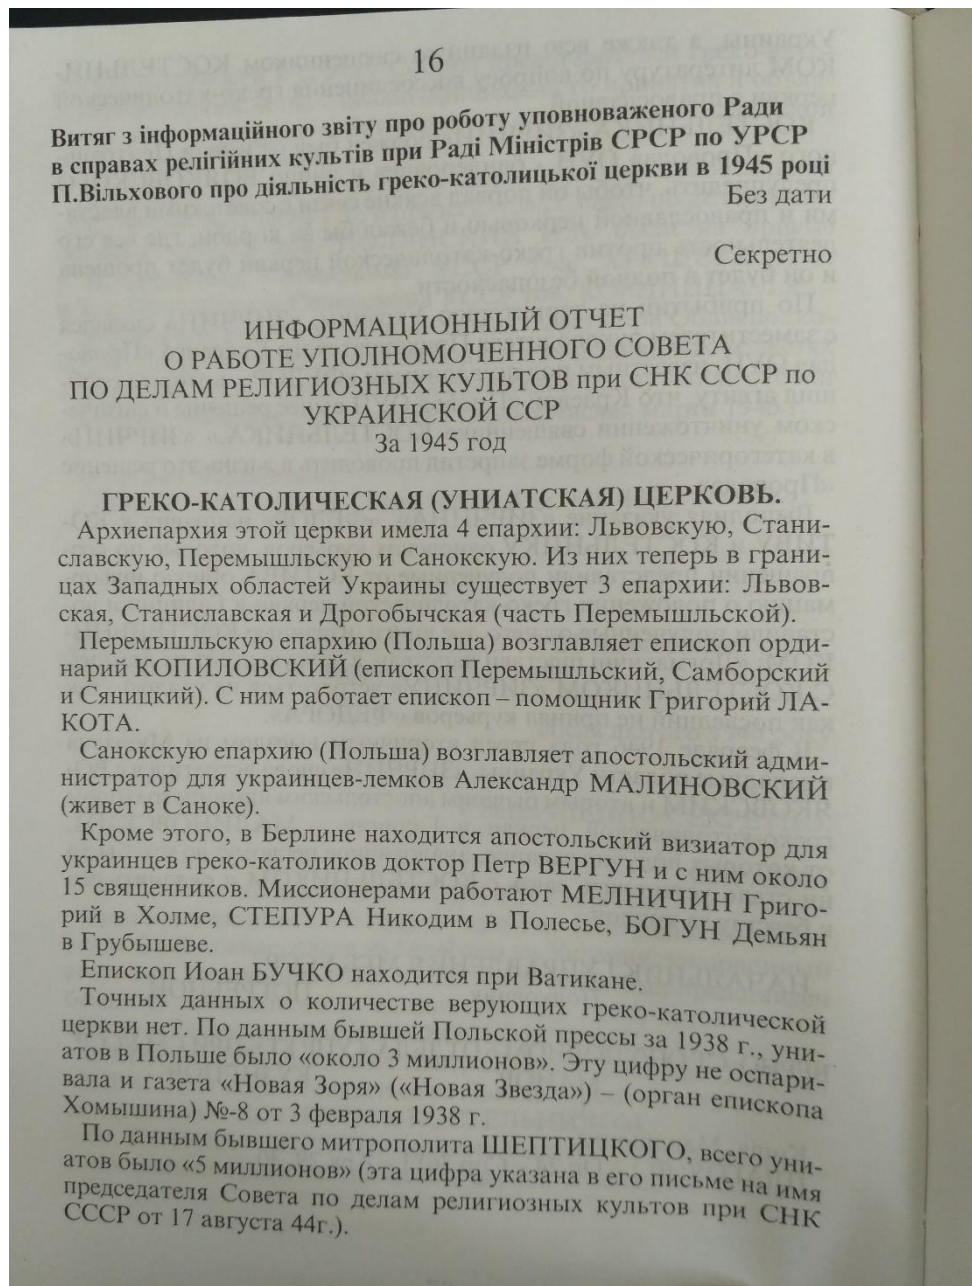 16
Витяг з інформаційного звіту про роботу уповноваженого Ради
в справах релігійних культів при Раді Міністрів СРСР по УРСР
П.Вільхового про діяльність греко-католицької церкви в 1945 році
Без дати
Секретно
ИНФОРМАЦИОННЫЙ ОТЧЕТ
О РАБОТЕ УПОЛНОМОЧЕННОГО СОВЕТА
ПО ДЕЛАМ РЕЛИГИОЗНЫХ КУЛЬТОВ при СНК СССР по
УКРАИНСКОЙ ССР
За 1945 год
ГРЕКО-КАТОЛИЧЕСКАЯ (УНИАТСКАЯ) ЦЕРКОВЬ.
Архиепархия этой церкви имела 4 епархии: Львовскую, Стани-
славскую, Перемышльскую и Санокскую. Из них теперь в грани-
цах Западных областей Украины существует 3 епархии: Львов-
ская, Станиславская и Дрогобычская (часть Перемышльской).
Перемышльскую епархию (Польша) возглавляет епископ орди-
нарий КОПИЛОВСКИЙ (епископ Перемышльский, Самборский
и Сяницкий). С ним работает епископ – помощник Григорий ЛА-
КОТА.
Санокскую епархию (Польша) возглавляет апостольский адми-
нистратор для украинцев-лемков Александр МАЛИНОВСКИЙ
(живет в Саноке).
Кроме этого, в Берлине находится апостольский визиатор для
украинцев греко-католиков доктор Петр ВЕРГУН и с ним около
15 священников. Миссионерами работают МЕЛНИЧИН Григо-
рий в Холме, СТЕПУРА Никодим в Полесье, БОГУН Демьян
в Грубышеве.
Епископ Иоан БУЧКО находится при Ватикане.
Точных данных о количестве верующих греко-католической
церкви нет. По данным бывшей Польской прессы за 1938 г., уни-
атов в Польше было «около 3 миллионов». Эту цифру не оспари-
вала и газета «Новая Зоря» («Новая Звезда») – (орган епископа
Хомышина) №-8 от 3 февраля 1938 г.
По данным бывшего митрополита ШЕПТИЦКОГО, всего уни-
атов было «5 миллионов» (эта цифра указана в его письме на имя
председателя Совета по делам религиозных культов при СНК
СССР от 17 августа 44г.).